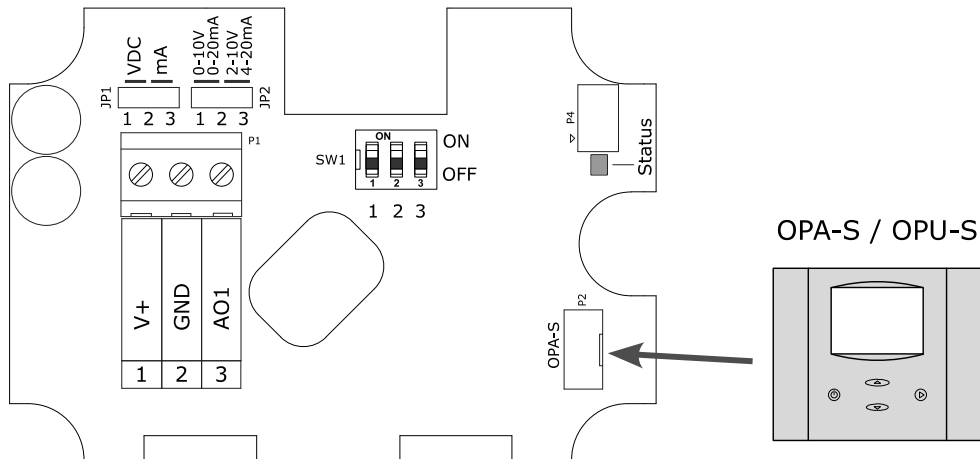 VDC
mA
0-10V
0-20mA
2-10V
4-20mA
JP1
JP2
1 2 3
1 2 3
P1
ON
1 2 3
SW1
ON
OFF
1 2 3
P4
Status
V+
GND
AO1
1 2 3
P2
OPA-S
OPA-S / OPU-S